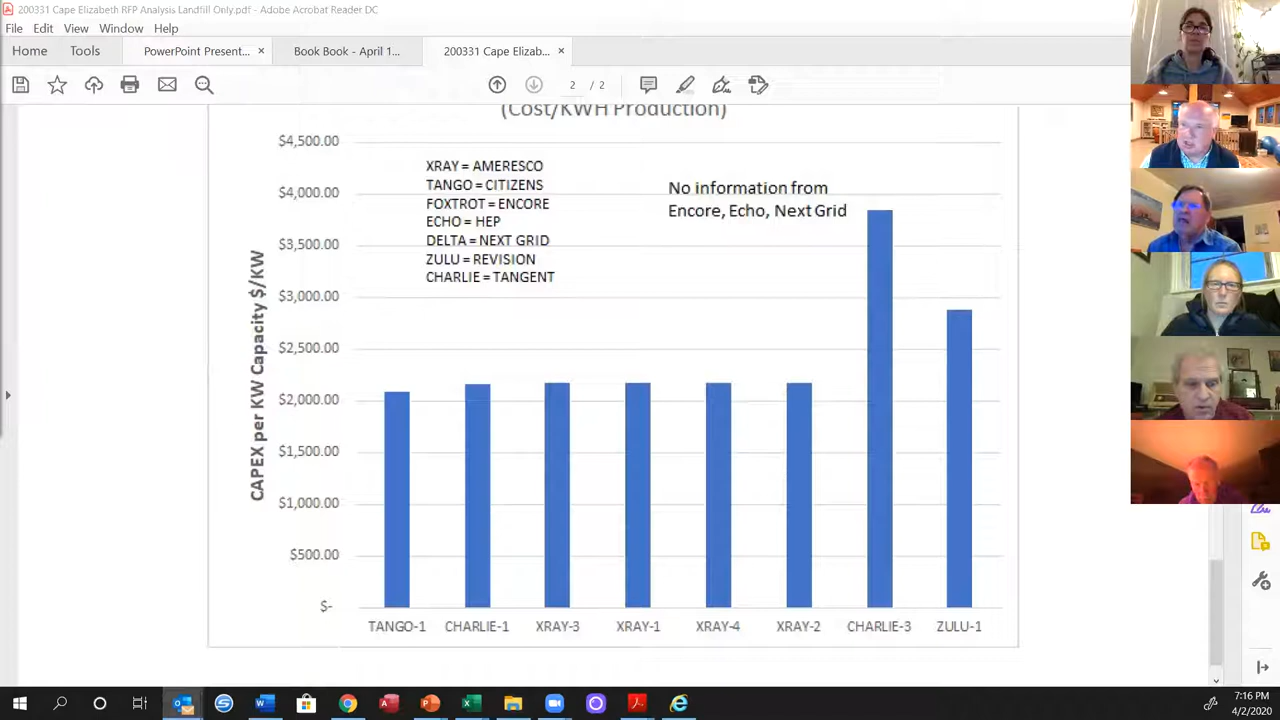 200331 Cape Elizabeth RFP Analysis Landfill Only.pdf - Adobe Acrobat Reader DC
File Edit View Window Help
Home Tools PowerPoint Present... × Book Book - April 1... 200331 Cape Elizab... ×
2 / 2
(Cost/KWH Production)
$4,500.00
$4,000.00
$3,500.00
$3,000.00
$2,500.00
$2,000.00
$1,500.00
$1,000.00
$500.00
$-
CAPEX per KW Capacity $/KW
XRAY = AMERESCO
TANGO = CITIZENS
FOXTROT = ENCORE
ECHO = HEP
DELTA = NEXT GRID
ZULU = REVISION
CHARLIE = TANGENT
No information from
Encore, Echo, Next Grid
TANGO-1 CHARLIE-1 XRAY-3 XRAY-1 XRAY-4 XRAY-2 CHARLIE-3 ZULU-1
7:16 PM
4/2/2020